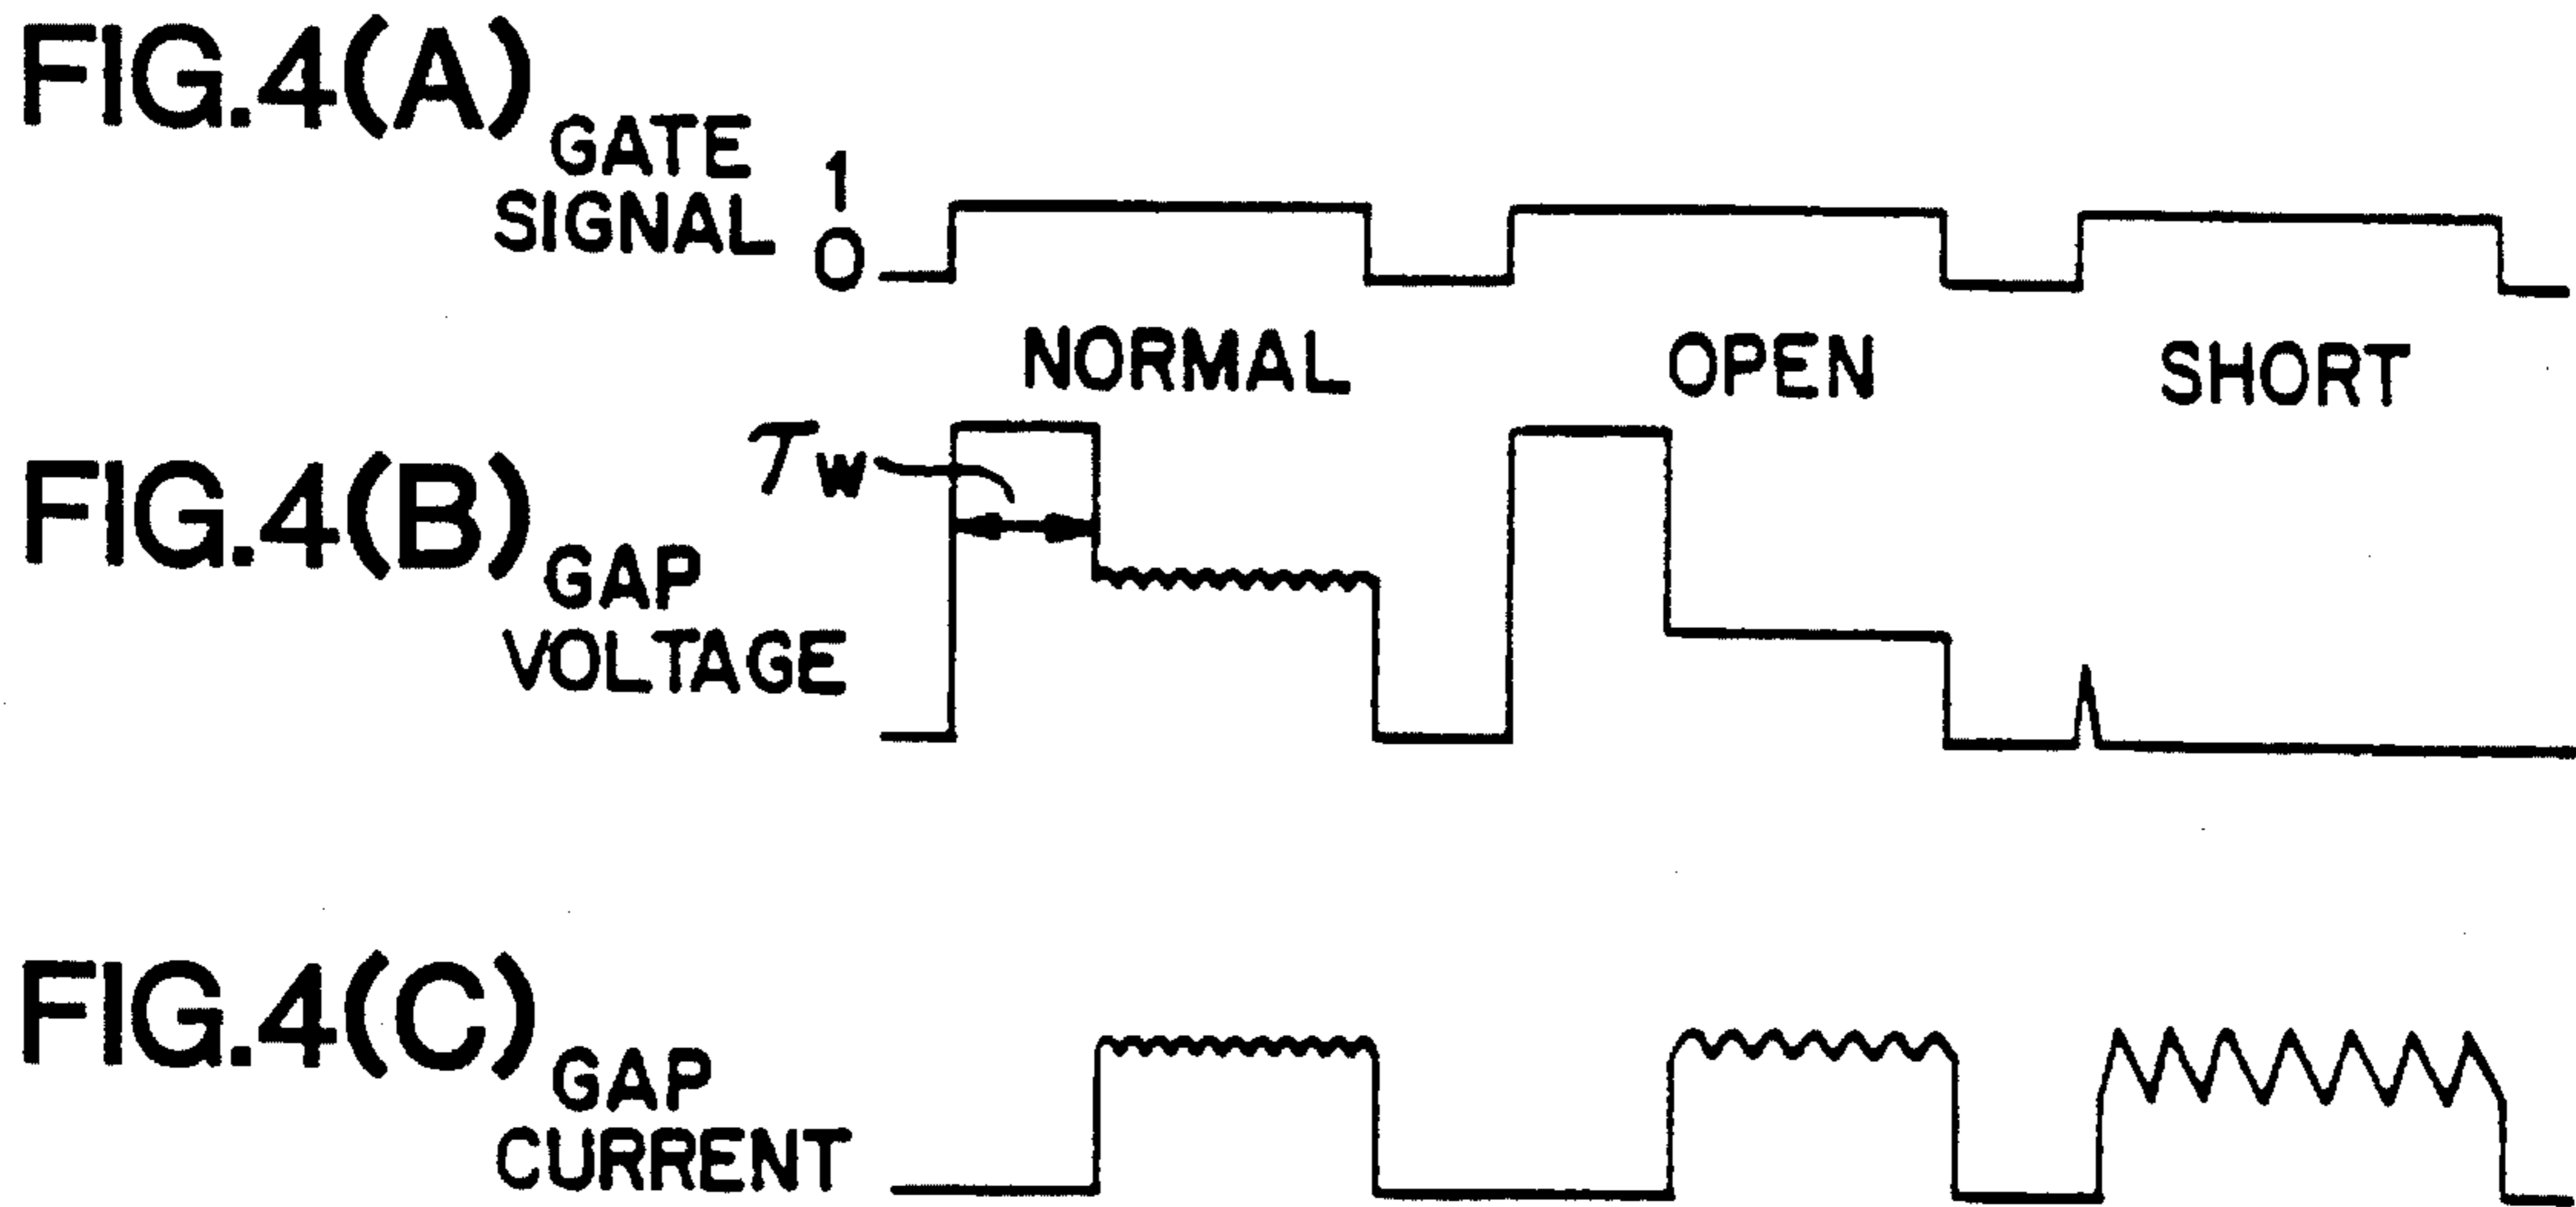 FIG.4(A)
GATE
SIGNAL
1
0
NORMAL
OPEN
SHORT
FIG.4(B)
GAP
VOLTAGE
τw
FIG.4(C)
GAP
CURRENT